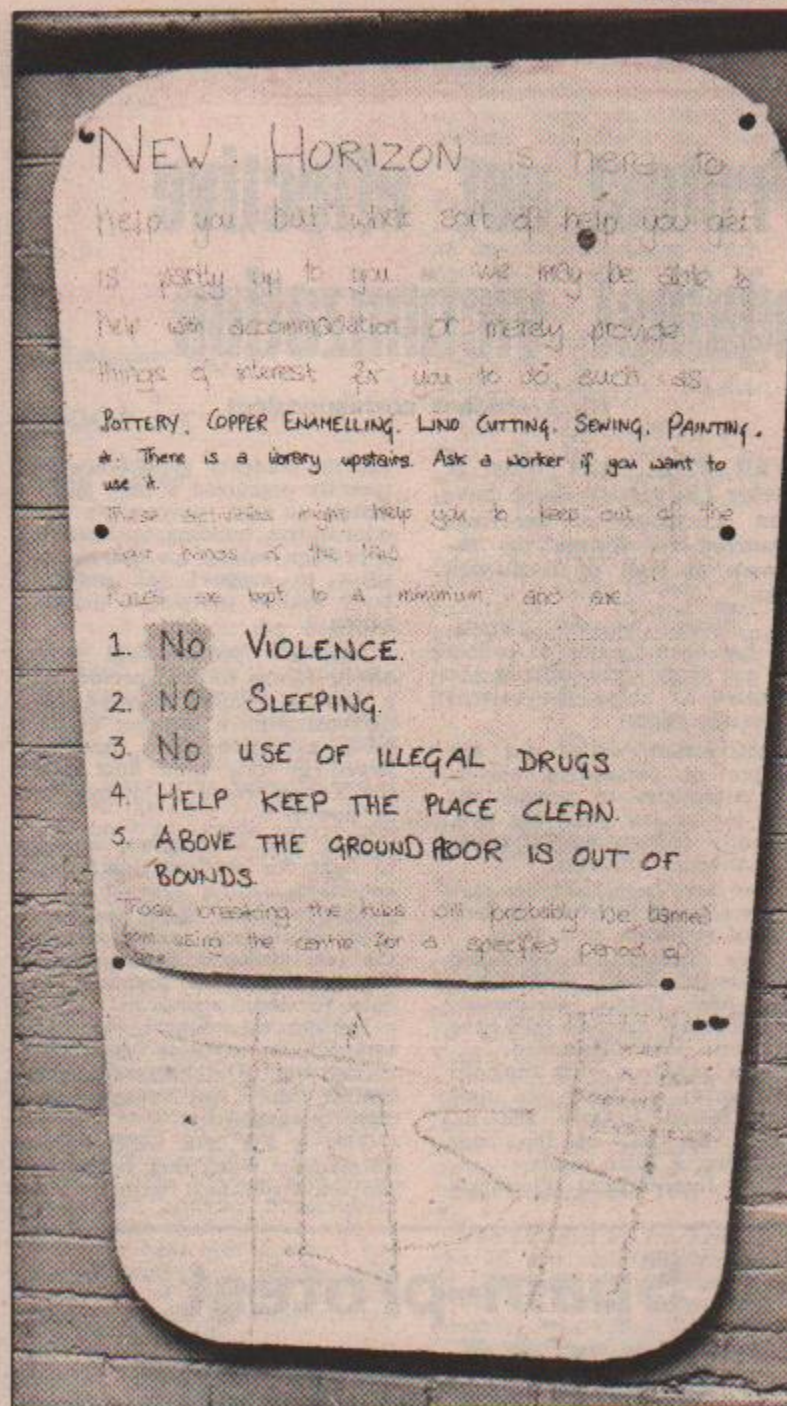 NEW. HORIZON is here to
help you but what sort of help you get
is partly up to you - we may be able to
help with accommodation or merely provide
things of interest for you to do, such as
POTTERY. COPPER ENAMELLING. LINO CUTTING. SEWING. PAINTING.
*. There is a library upstairs. Ask a worker if you want to
use it.
These activities might help you to keep out of the
hands of the law
Rules are kept to a minimum, and are
1. NO VIOLENCE.
2. NO SLEEPING.
3. NO USE OF ILLEGAL DRUGS
4. HELP KEEP THE PLACE CLEAN.
5. ABOVE THE GROUND FLOOR IS OUT OF
BOUNDS.
Those breaking the rules will probably be banned
from using the centre for a specified period of
time